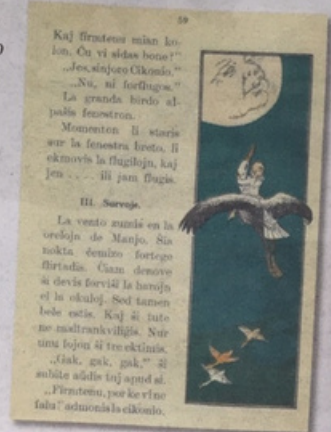 59
Kaj firmtenu mian ko-
lon. Ĉu vi sidas bone?"
„Jes, sinjoro Cikonio."
„Nu, ni forflugos."
La granda birdo al-
paŝis fenestron.
Momenton li staris
sur la fenestra breto, li
ekmovis la flugilojn, kaj
jen .... ili jam flugis.
III. Survoje.
La vento zumis en la
orelojn de Manjo. Ŝia
nokta ĉemizo fortege
flirtadis. Ĉiam denove
ŝi devis forviŝi la harojn
el la okuloj. Sed tamen
bele estis. Kaj ŝi tute
ne maltrankviliĝis. Nur
unu fojon ŝi tre ektimis.
„Gak, gak, gak," ŝi
subite aŭdis tuj apud si.
„Firmtenu, por ke vi ne
falu!" admonis la cikonio.